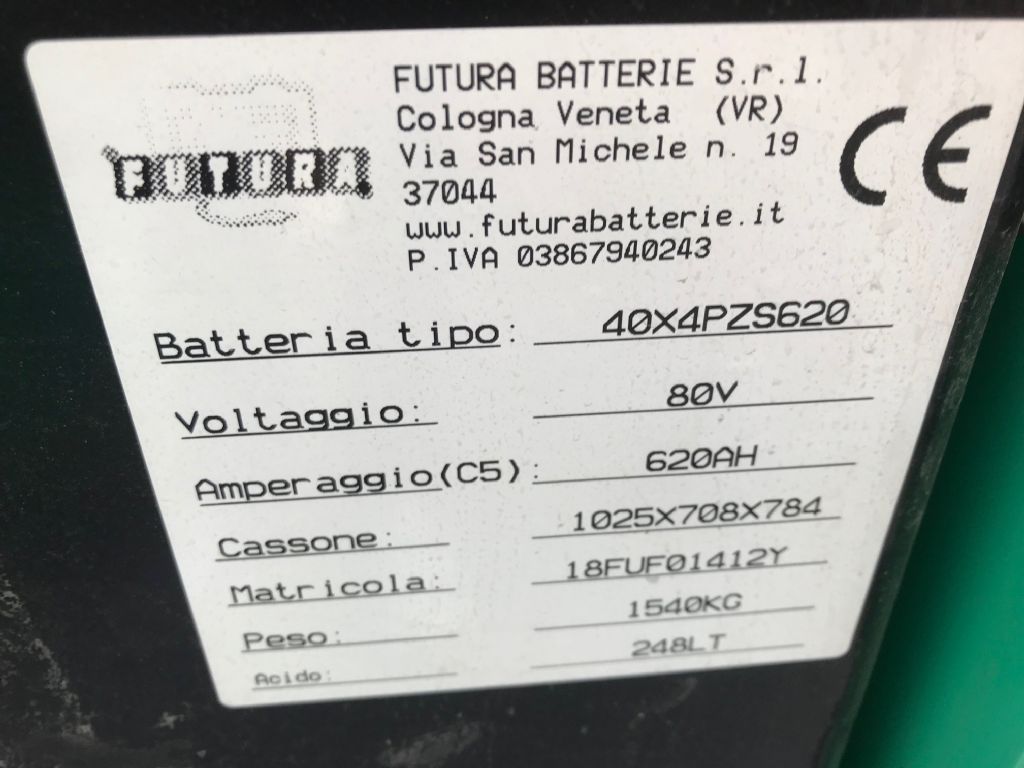 FUTURA
FUTURA BATTERIE S.r.l.
Cologna Veneta (VR)
Via San Michele n. 19
37044
www.futurabatterie.it
P.IVA 03867940243
CE
Batteria tipo: 40X4PZS620
Voltaggio: 80V
Amperaggio(C5): 620AH
Cassone: 1025X708X784
Matricola: 18FUF01412Y
Peso: 1540KG
Acido: 248LT